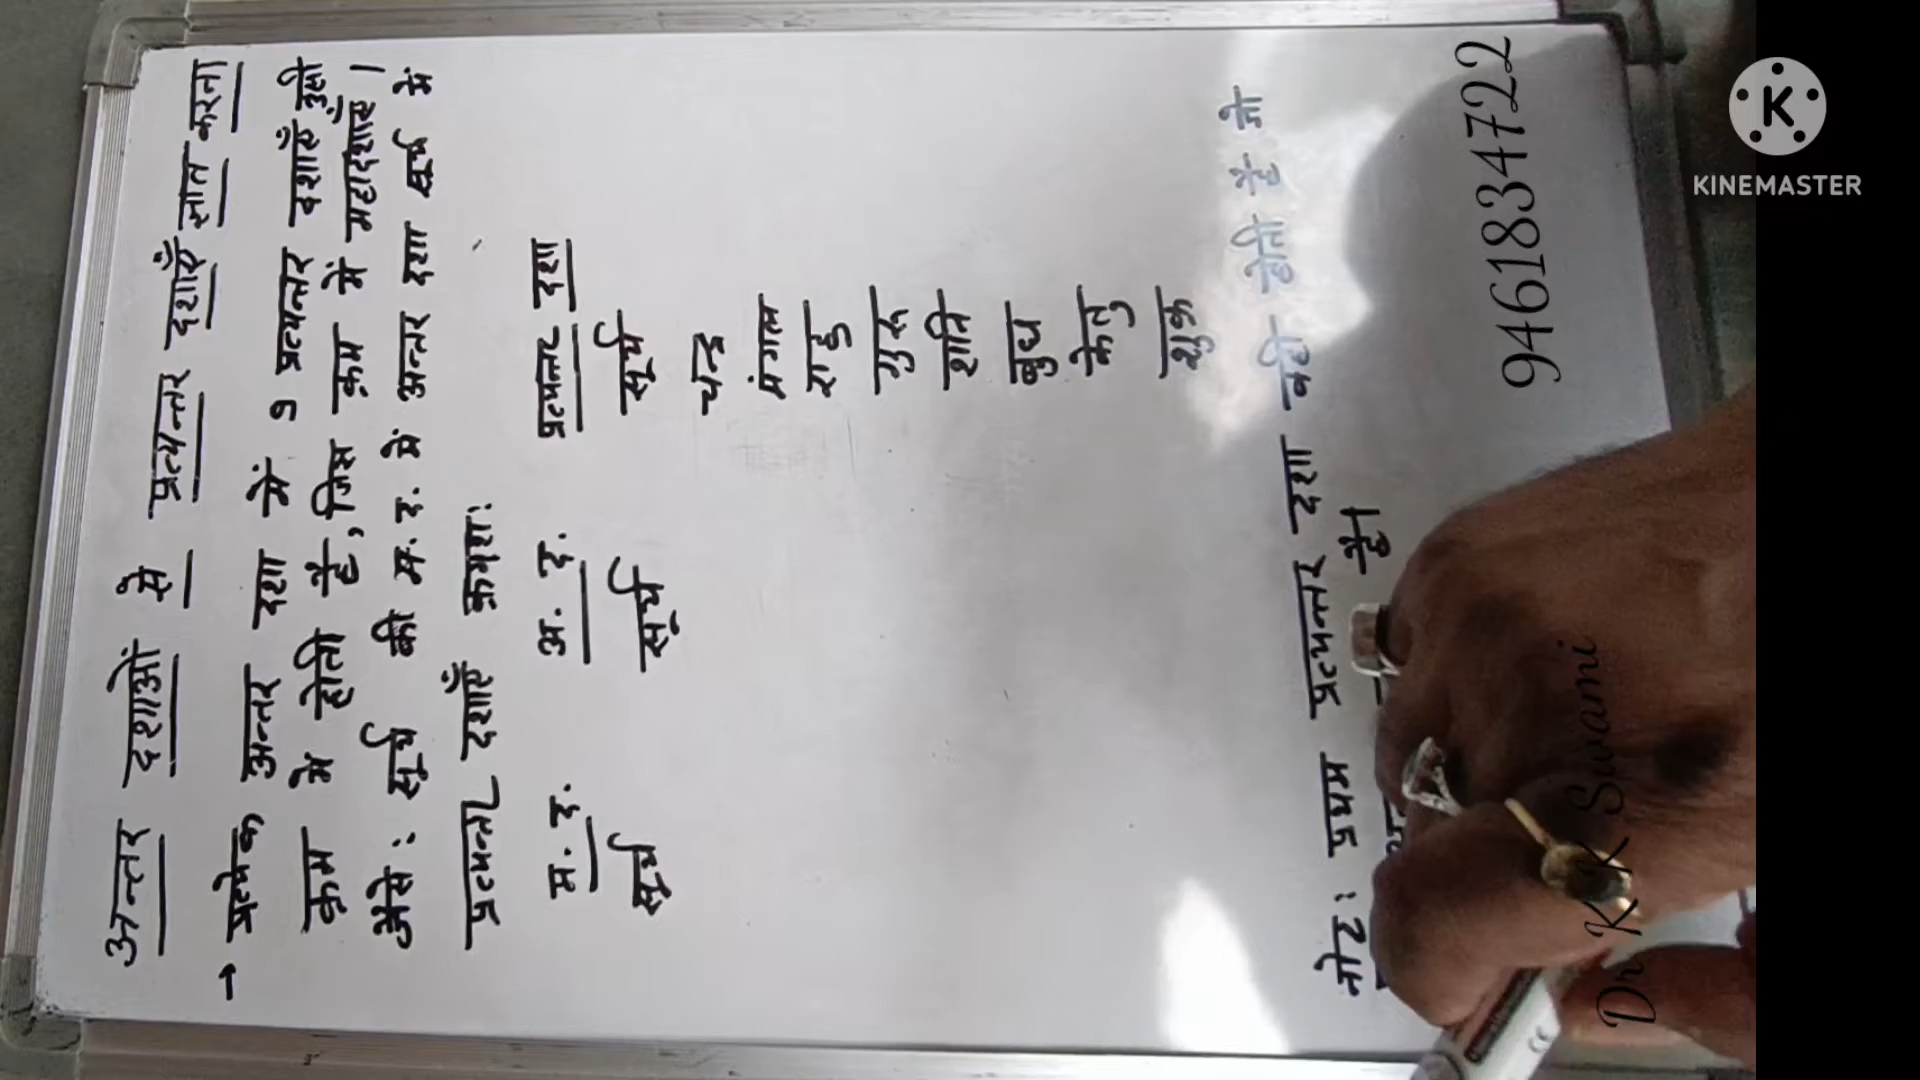 अन्तर दशाओं से प्रत्यन्तर दशाएँ ज्ञात करना
→ प्रत्येक अन्तर दशा में 9 प्रत्यन्तर दशाएँ उसी
क्रम में होती हैं, जिस क्रम में महादशाएँ।
जैसे: सूर्य की म. द. में अन्तर दशा सूर्य में
प्रत्यन्तर दशाएँ क्रमशः
म. द. अ. द. प्रत्यन्तर दशा
सूर्य सूर्य सूर्य
चन्द्र
मंगल
राहु
गुरू
शनि
बुध
केतु
शुक्र
नोट: प्रथम प्रत्यन्तर दशा वही होती है जो
है।
9461834722
Dr K K Swami
KINEMASTER